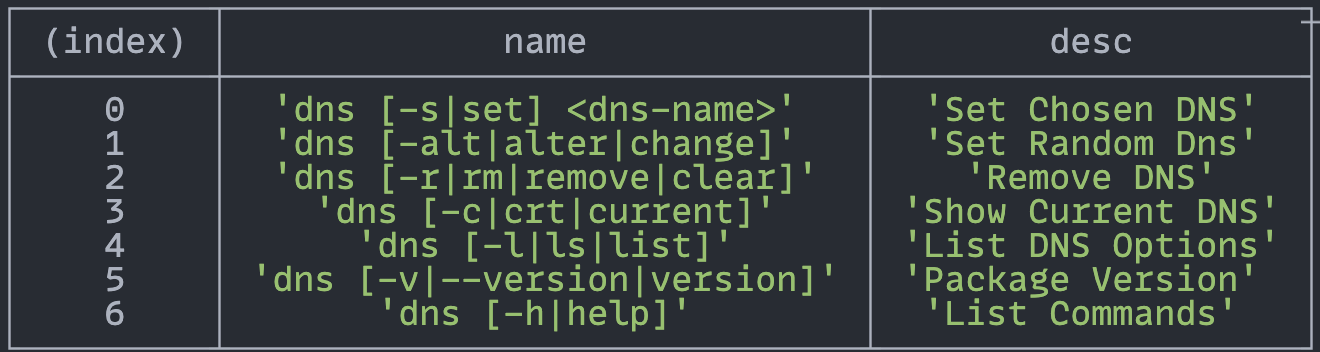 (index) name desc
0 'dns [-s|set] <dns-name>' 'Set Chosen DNS'
1 'dns [-alt|alter|change]' 'Set Random Dns'
2 'dns [-r|rm|remove|clear]' 'Remove DNS'
3 'dns [-c|crt|current]' 'Show Current DNS'
4 'dns [-l|ls|list]' 'List DNS Options'
5 'dns [-v|--version|version]' 'Package Version'
6 'dns [-h|help]' 'List Commands'